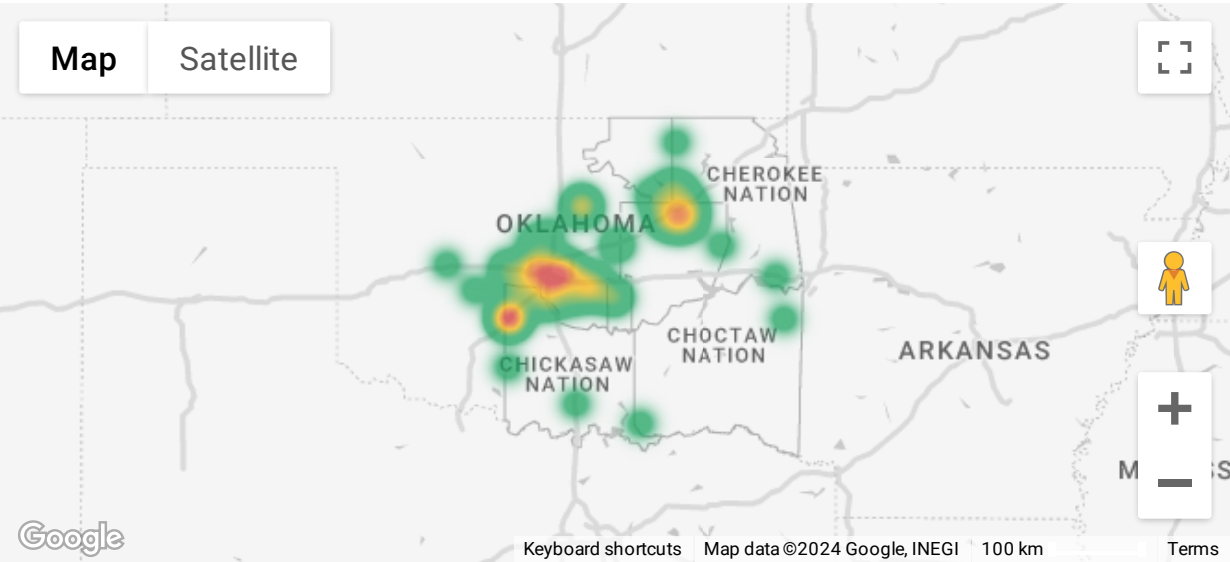 Map
Satellite
CHEROKEE
NATION
OKLAHOMA
CHOCTAW
NATION
ARKANSAS
CHICKASAW
NATION
Google
Keyboard shortcuts
Map data ©2024 Google, INEGI
100 km
Terms